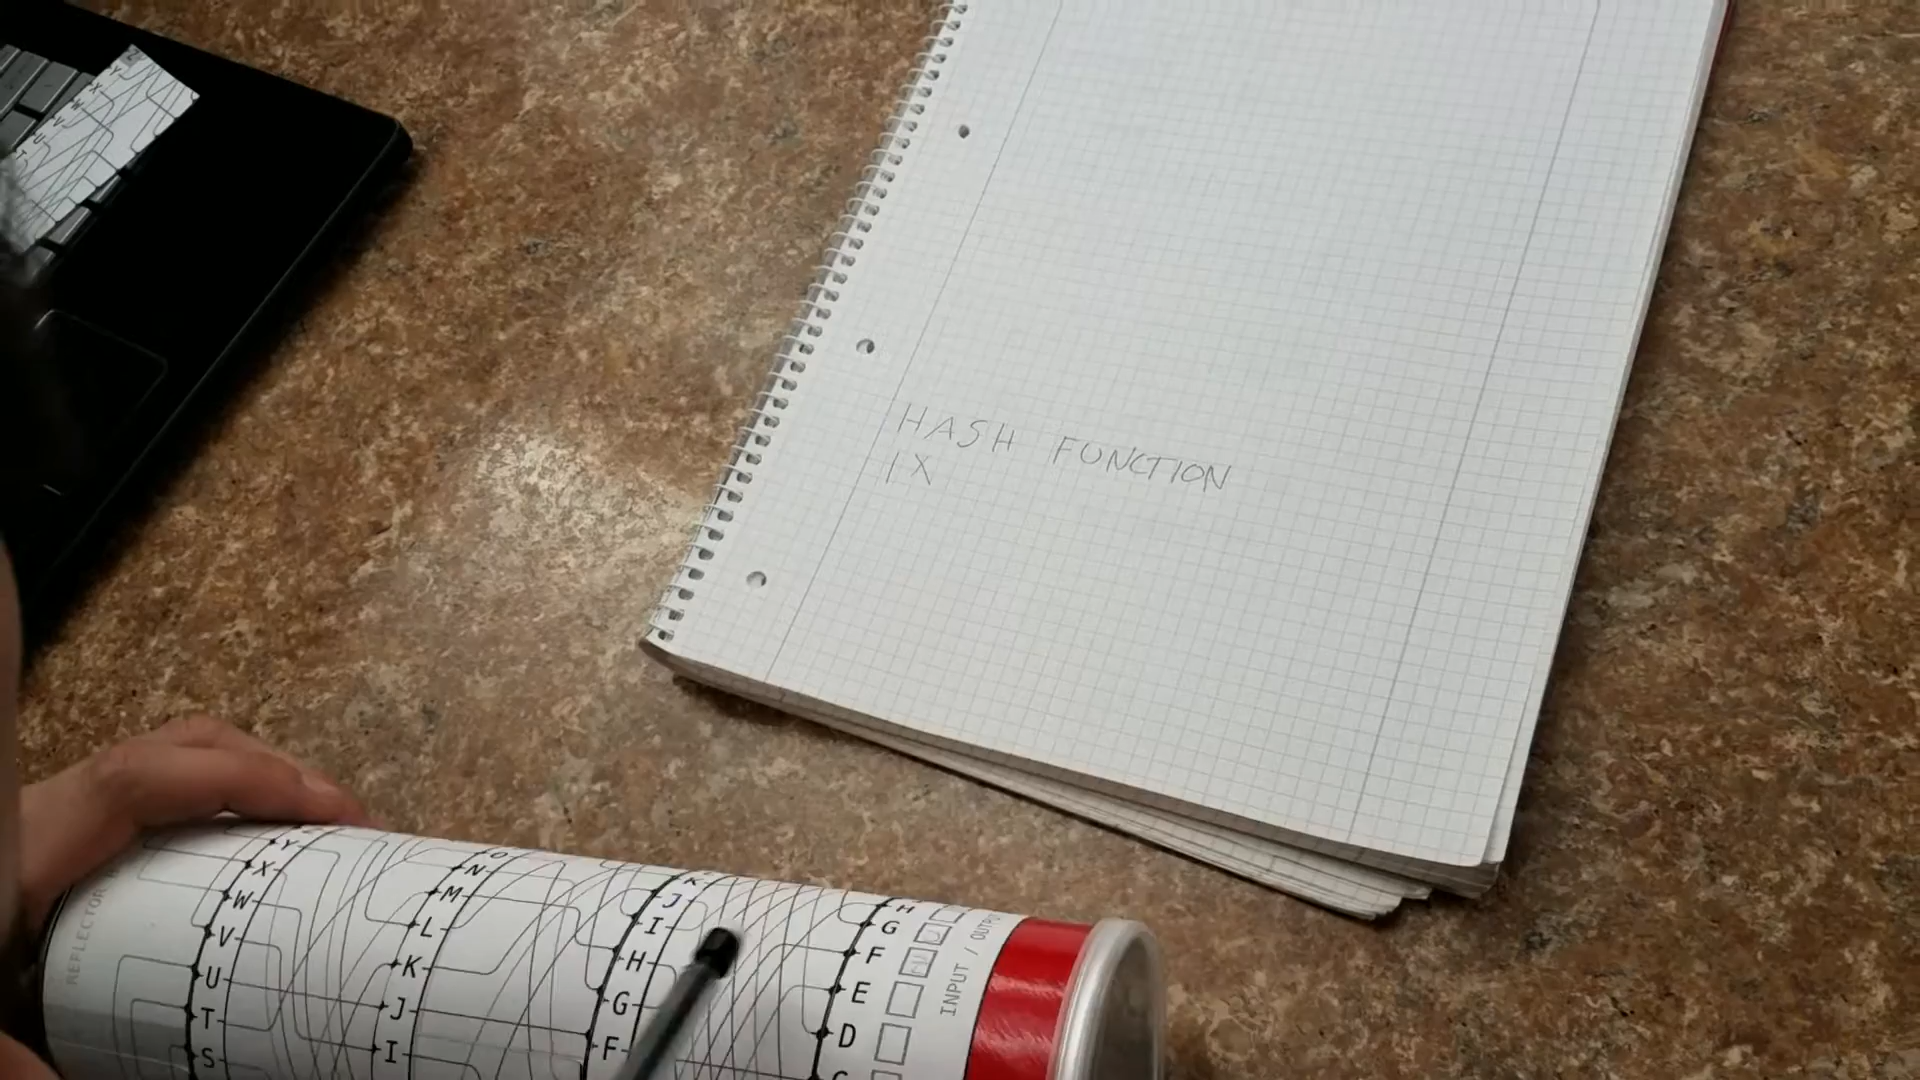 HASH FUNCTION
IX
Z
Y
X
W
V
U
T
Y
X
W
V
U
T
S
O
N
M
L
K
J
I
K
J
I
H
G
F
H
G
F
E
D
REFLECTOR
INPUT / OUTPUT